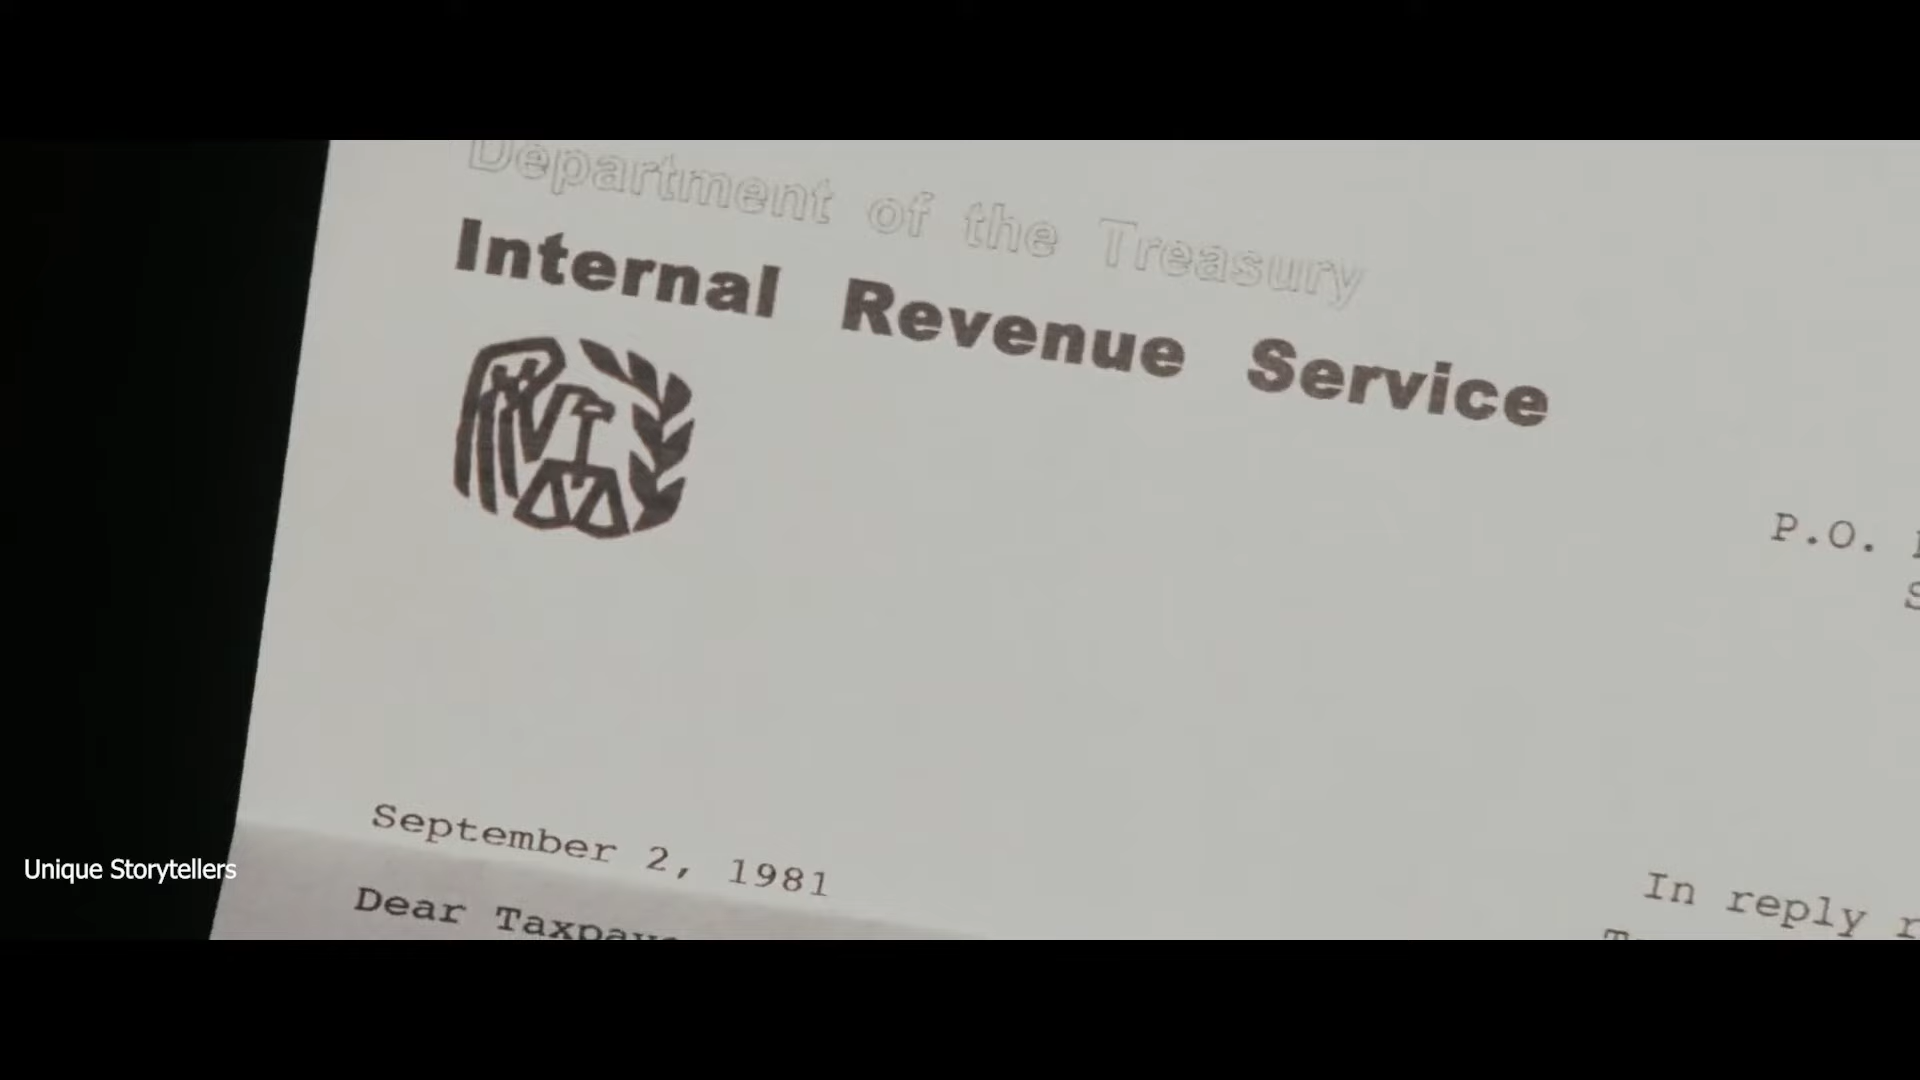 Department of the Treasury
Internal Revenue Service
P.O.
September 2, 1981
In reply
Dear
Unique Storytellers